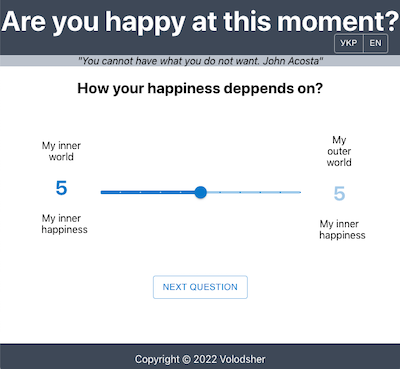 Are you happy at this moment?
УКР EN
"You cannot have what you do not want. John Acosta"
How your happiness deppends on?
My inner
world
5
My inner
happiness
My
outer
world
5
My inner
happiness
NEXT QUESTION
Copyright © 2022 Volodsher